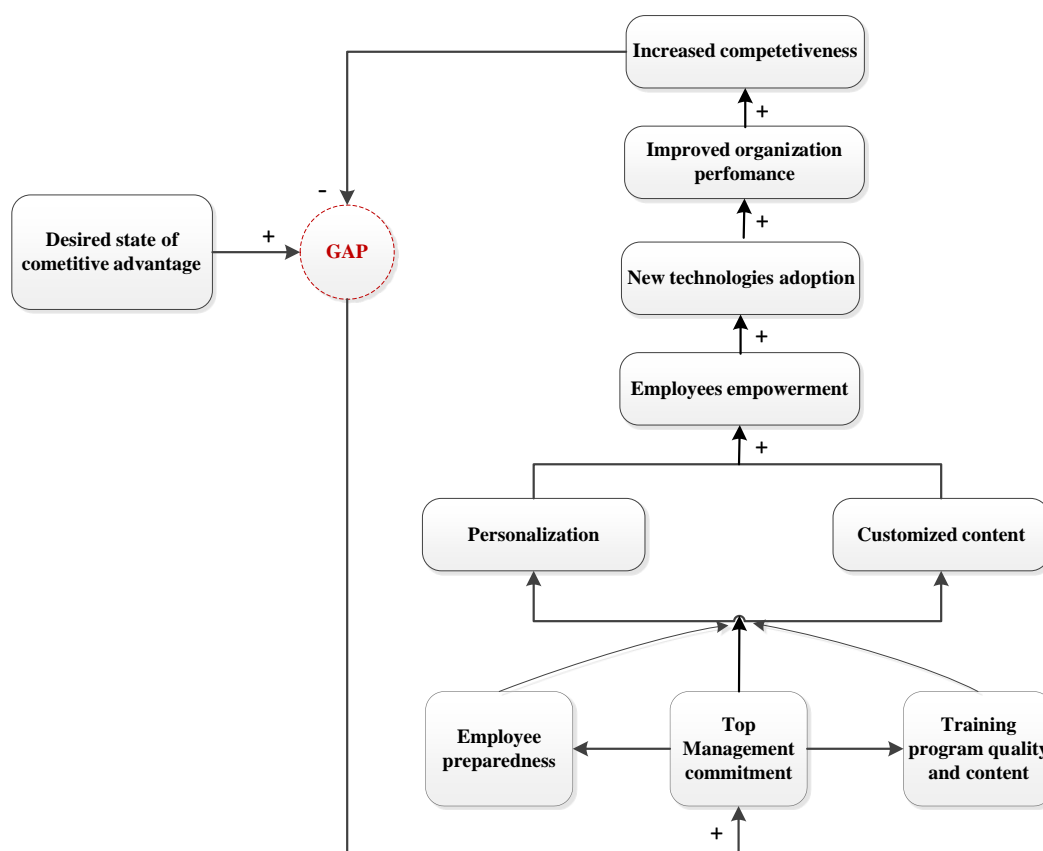 Increased competetiveness
+
Improved organization
perfomance
-
+
Desired state of
cometitive advantage
+
GAP
New technologies adoption
+
Employees empowerment
+
Personalization
Customized content
Employee
preparedness
Top
Management
commitment
Training
program quality
and content
+